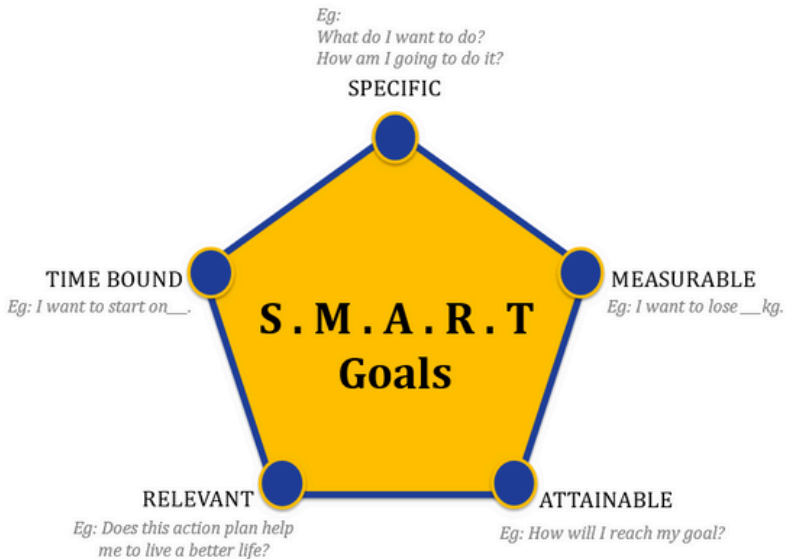 Eg:
What do I want to do?
How am I going to do it?
SPECIFIC
TIME BOUND
Eg: I want to start on___.
MEASURABLE
Eg: I want to lose ___kg.
S . M . A . R . T
Goals
RELEVANT
Eg: Does this action plan help
me to live a better life?
ATTAINABLE
Eg: How will I reach my goal?